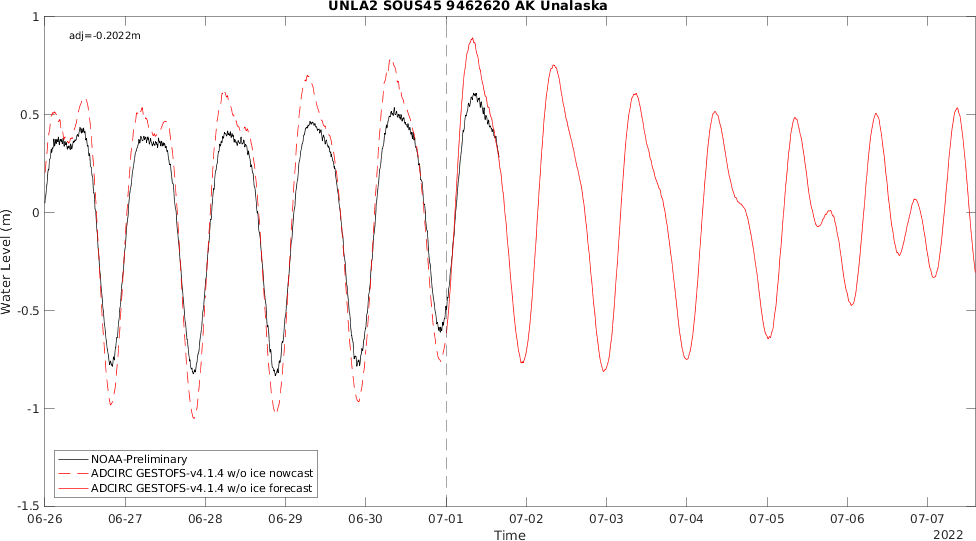 UNLA2 SOUS45 9462620 AK Unalaska
adj=-0.2022m
1
0.5
0
-0.5
-1
-1.5
Water Level (m)
NOAA-Preliminary
ADCIRC GESTOFS-v4.1.4 w/o ice nowcast
ADCIRC GESTOFS-v4.1.4 w/o ice forecast
06-26 06-27 06-28 06-29 06-30 07-01 07-02 07-03 07-04 07-05 07-06 07-07
Time
2022